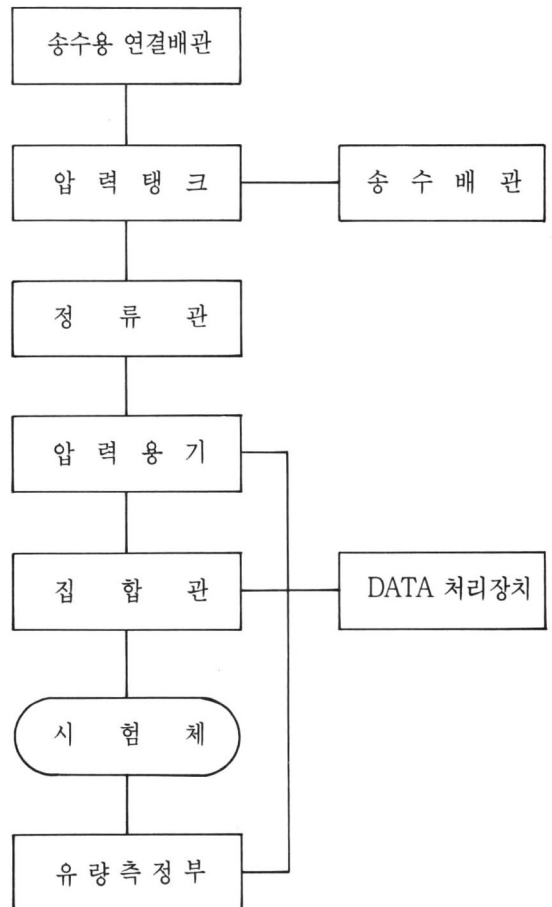 송수용 연결배관
압력탱크
송수배관
정류관
압력용기
집합관
DATA 처리장치
시험체
유량측정부